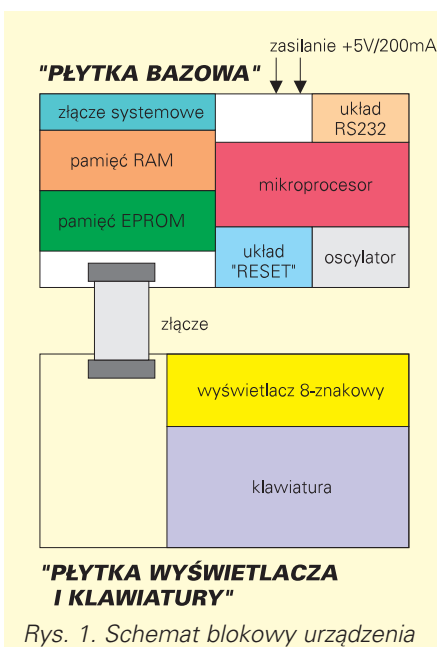 zasilanie +5V/200mA
"PŁYTKA BAZOWA"
złącze systemowe
układ
RS232
pamięć RAM
mikroprocesor
pamięć EPROM
układ
"RESET"
oscylator
złącze
wyświetlacz 8-znakowy
klawiatura
"PŁYTKA WYŚWIETLACZA
I KLAWIATURY"
Rys. 1. Schemat blokowy urządzenia